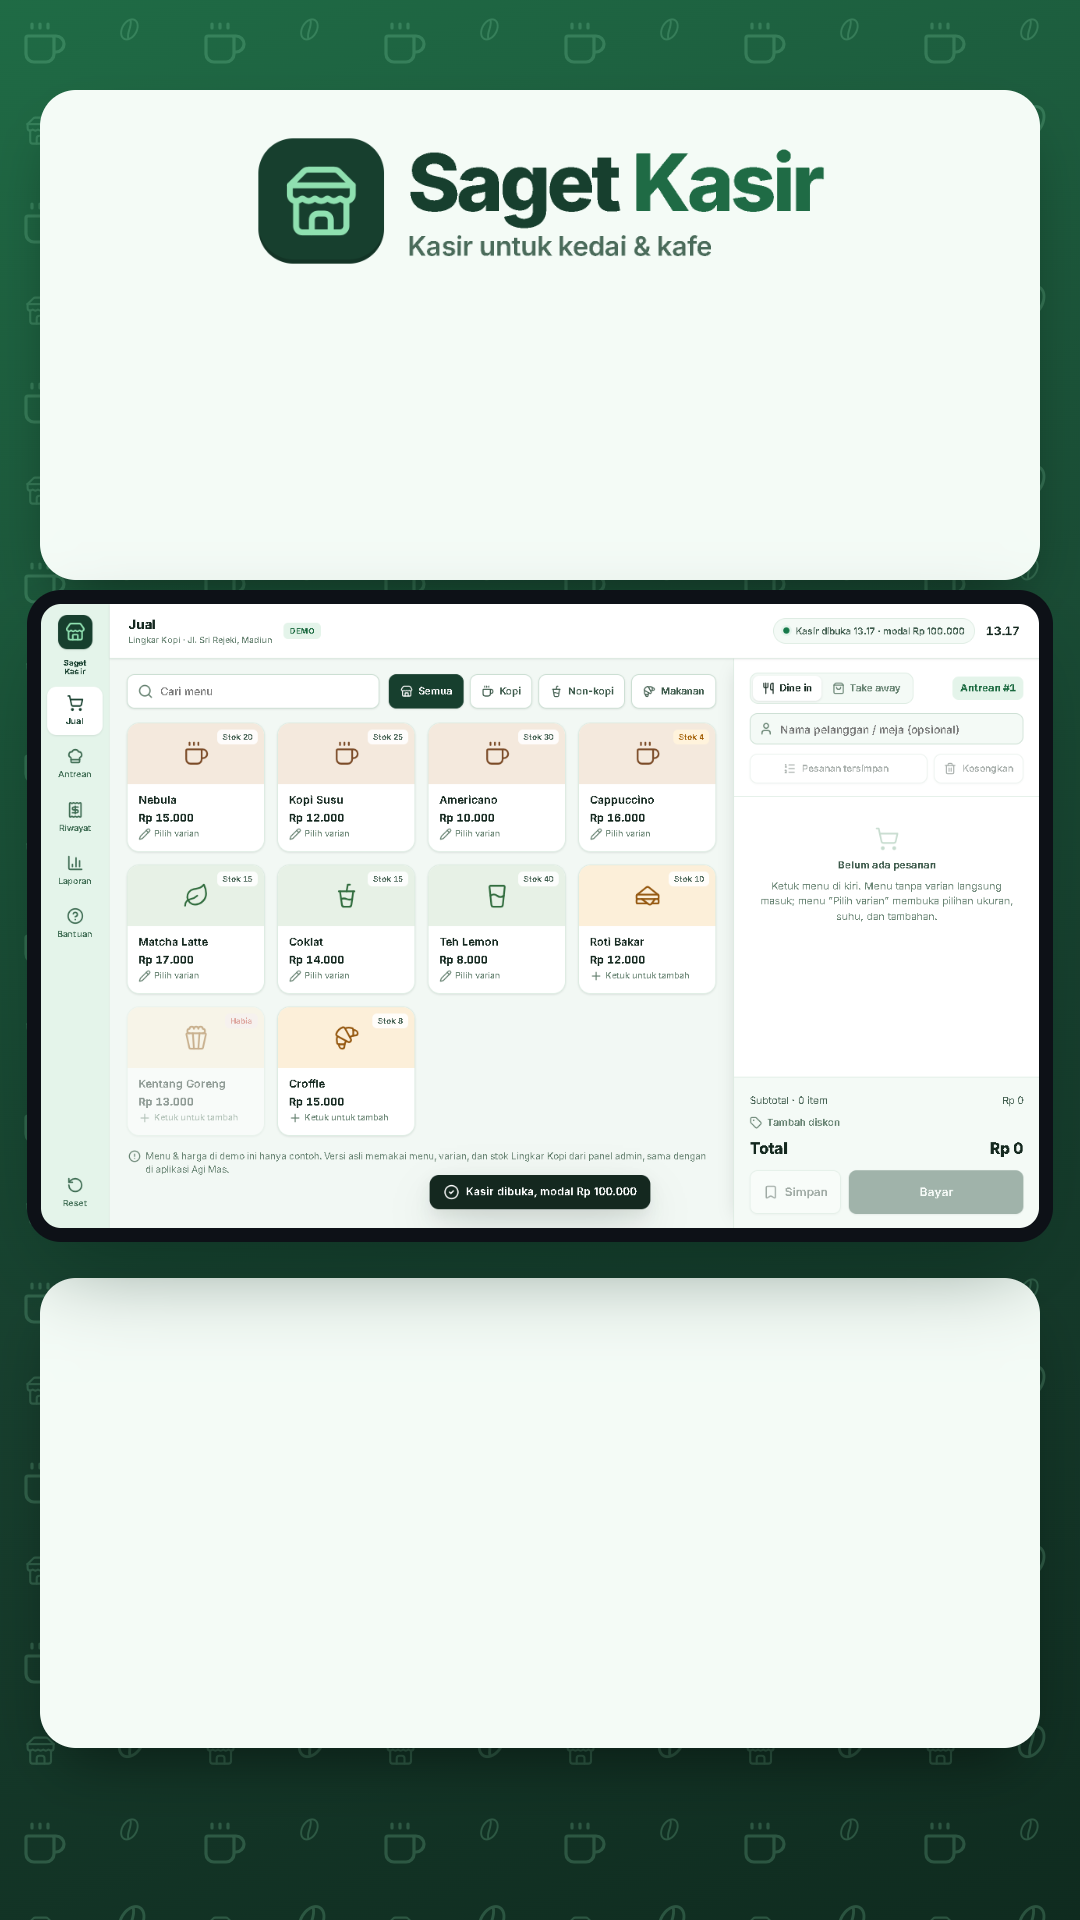 Saget Kasir
Kasir untuk kedai & kafe
Saget
Kasir
Jual
Antrean
Riwayat
Laporan
Bantuan
Reset
Jual
Lingkar Kopi · Jl. Sri Rejeki, Madiun
DEMO
Kasir dibuka 13.17 · modal Rp 100.000
13.17
Cari menu
Semua
Kopi
Non-kopi
Makanan
Stok 20
Nebula
Rp 15.000
Pilih varian
Stok 25
Kopi Susu
Rp 12.000
Pilih varian
Stok 30
Americano
Rp 10.000
Pilih varian
Stok 4
Cappuccino
Rp 16.000
Pilih varian
Stok 15
Matcha Latte
Rp 17.000
Pilih varian
Stok 15
Coklat
Rp 14.000
Pilih varian
Stok 40
Teh Lemon
Rp 8.000
Pilih varian
Stok 10
Roti Bakar
Rp 12.000
Ketuk untuk tambah
Habis
Kentang Goreng
Rp 13.000
Ketuk untuk tambah
Stok 8
Croffle
Rp 15.000
Ketuk untuk tambah
Menu & harga di demo ini hanya contoh. Versi asli memakai menu, varian, dan stok Lingkar Kopi dari panel admin, sama dengan
di aplikasi Agi Mas.
Kasir dibuka, modal Rp 100.000
Dine in
Take away
Antrean #1
Nama pelanggan / meja (opsional)
Pesanan tersimpan
Kosongkan
Belum ada pesanan
Ketuk menu di kiri. Menu tanpa varian langsung
masuk; menu "Pilih varian" membuka pilihan ukuran,
suhu, dan tambahan.
Subtotal · 0 item
Rp 0
Tambah diskon
Total
Rp 0
Simpan
Bayar